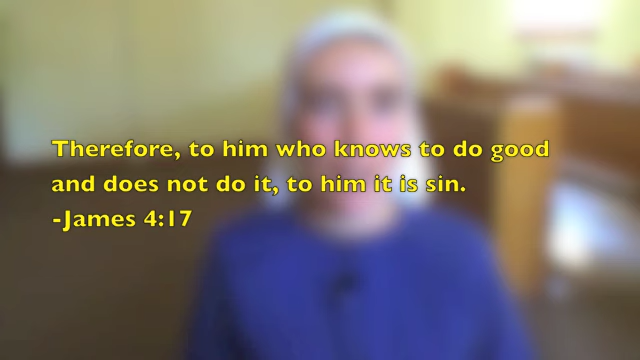 Therefore, to him who knows to do good
and does not do it, to him it is sin.
-James 4:17